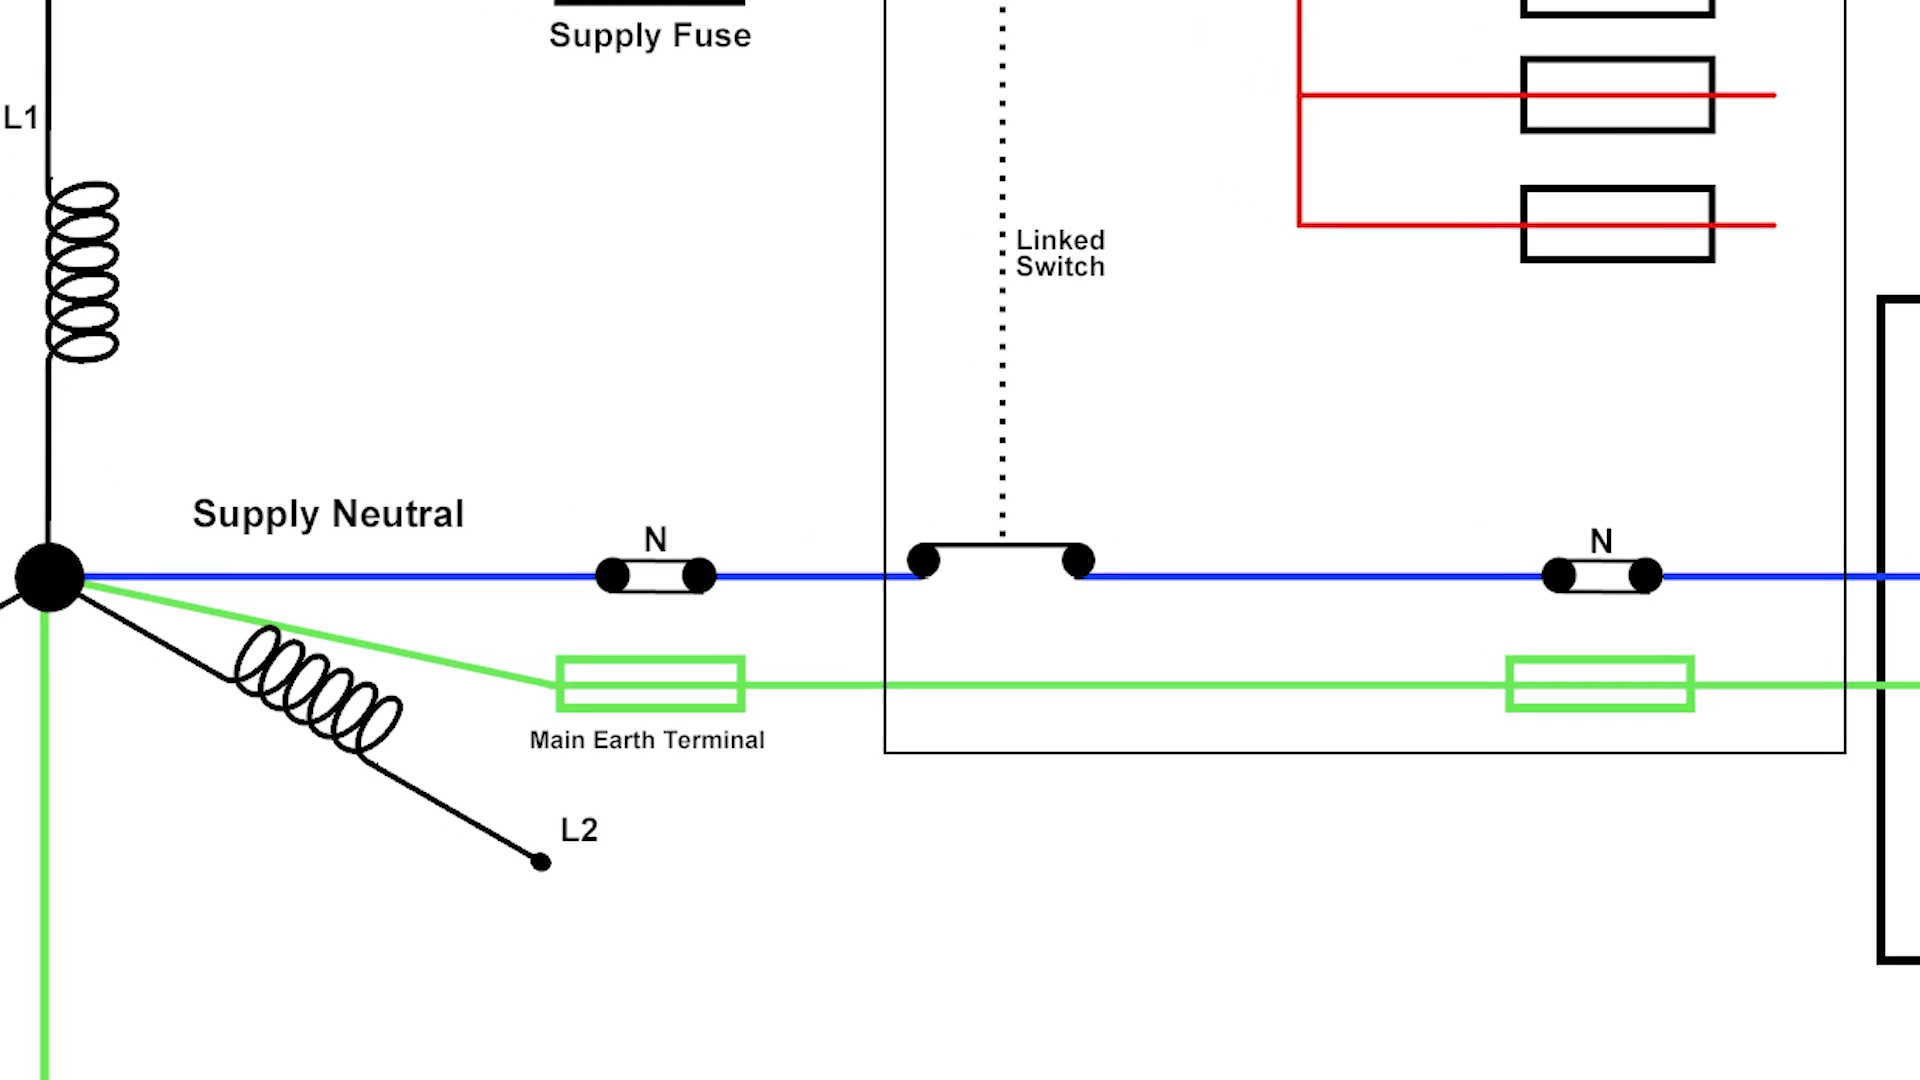 Supply Fuse
L1
Linked
Switch
Supply Neutral
N
N
Main Earth Terminal
L2